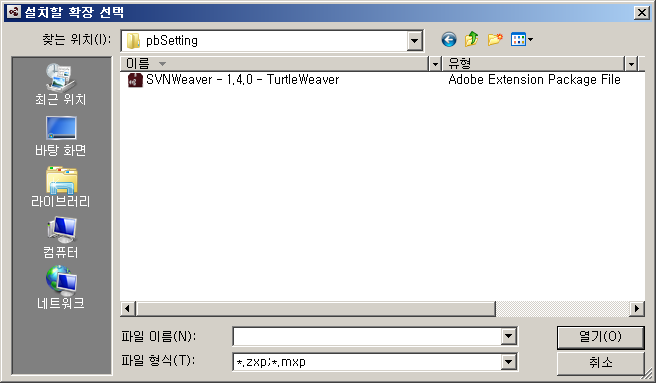 설치할 확장 선택
찾는 위치(I): pbSetting
이름 유형
SVNWeaver - 1.4.0 - TurtleWeaver Adobe Extension Package File
최근 위치
바탕 화면
라이브러리
컴퓨터
네트워크
파일 이름(N): 열기(O)
파일 형식(T): *.zxp;*.mxp 취소